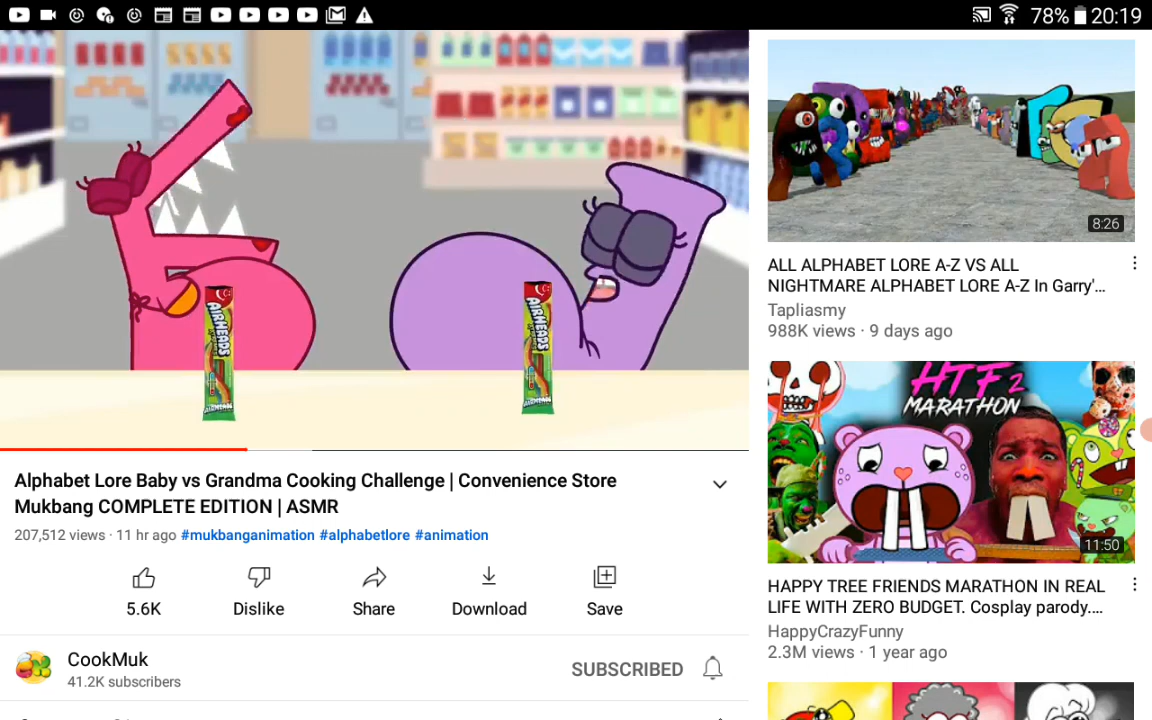 78% 20:19
AIRHEADS
AIRHEADS
Alphabet Lore Baby vs Grandma Cooking Challenge | Convenience Store
Mukbang COMPLETE EDITION | ASMR
207,512 views · 11 hr ago #mukbanganimation #alphabetlore #animation
5.6K Dislike Share Download Save
CookMuk
41.2K subscribers
SUBSCRIBED
8:26
ALL ALPHABET LORE A-Z VS ALL
NIGHTMARE ALPHABET LORE A-Z In Garry'...
Tapliasmy
988K views · 9 days ago
HTF 2
MARATHON
11:50
HAPPY TREE FRIENDS MARATHON IN REAL
LIFE WITH ZERO BUDGET. Cosplay parody....
HappyCrazyFunny
2.3M views · 1 year ago